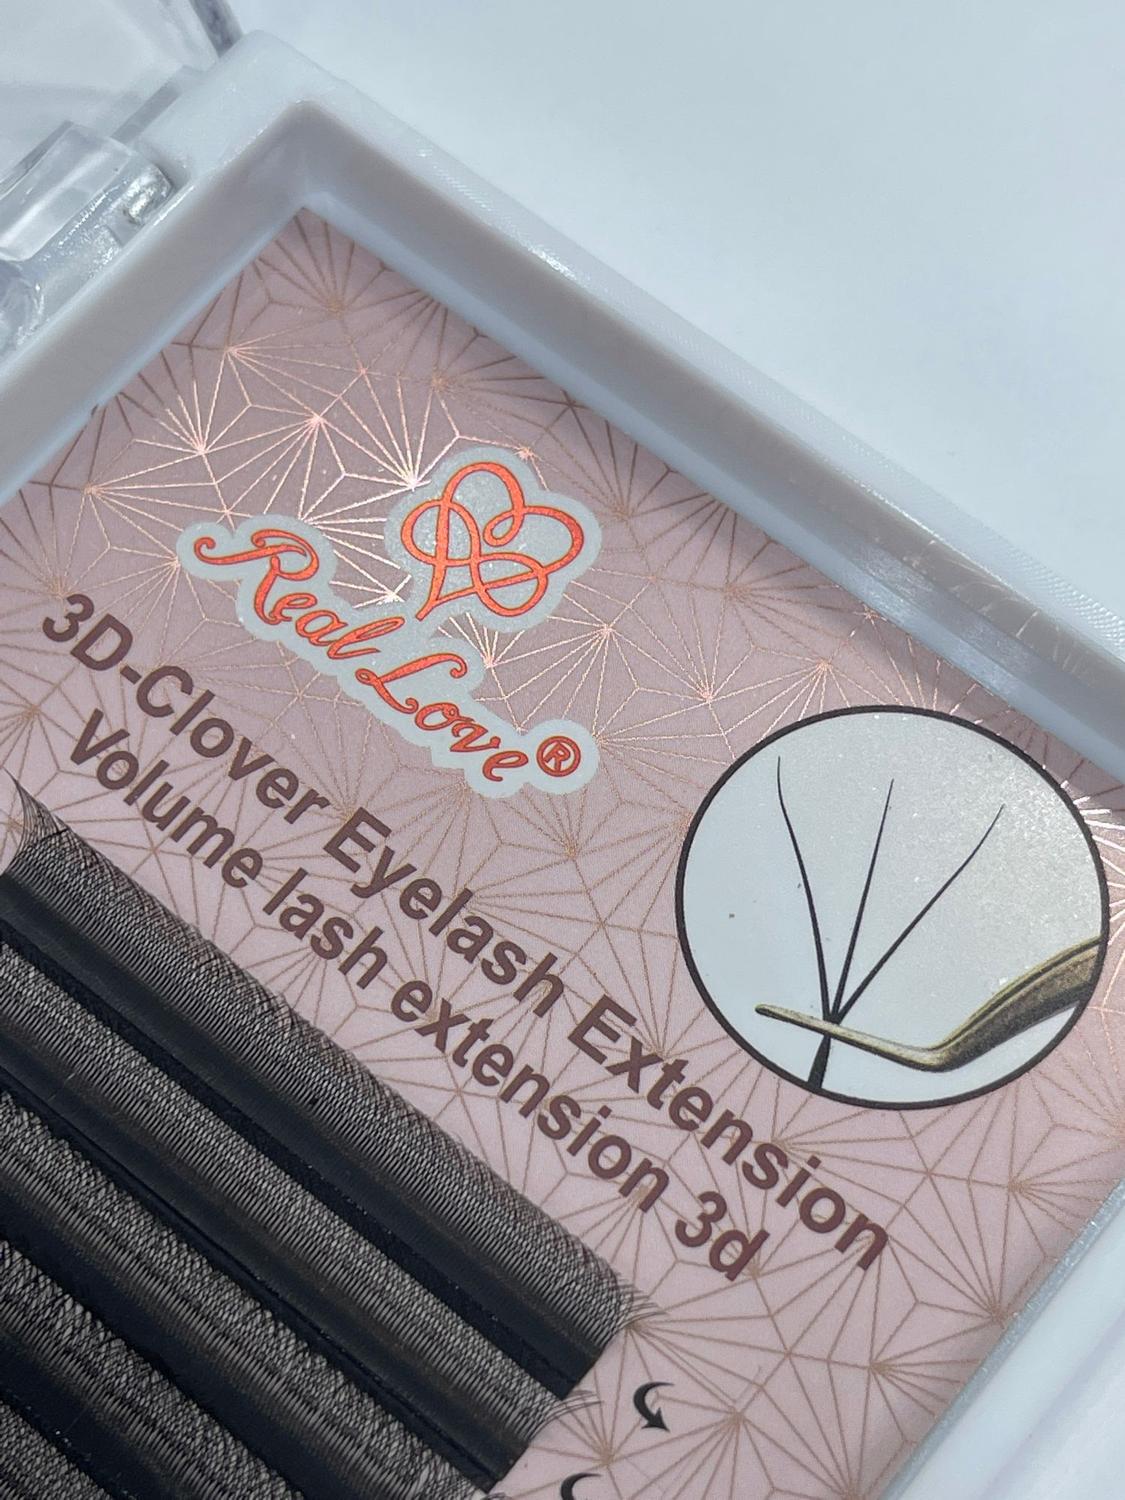 Real Love®
3D-Clover Eyelash Extension
Volume lash extension 3d